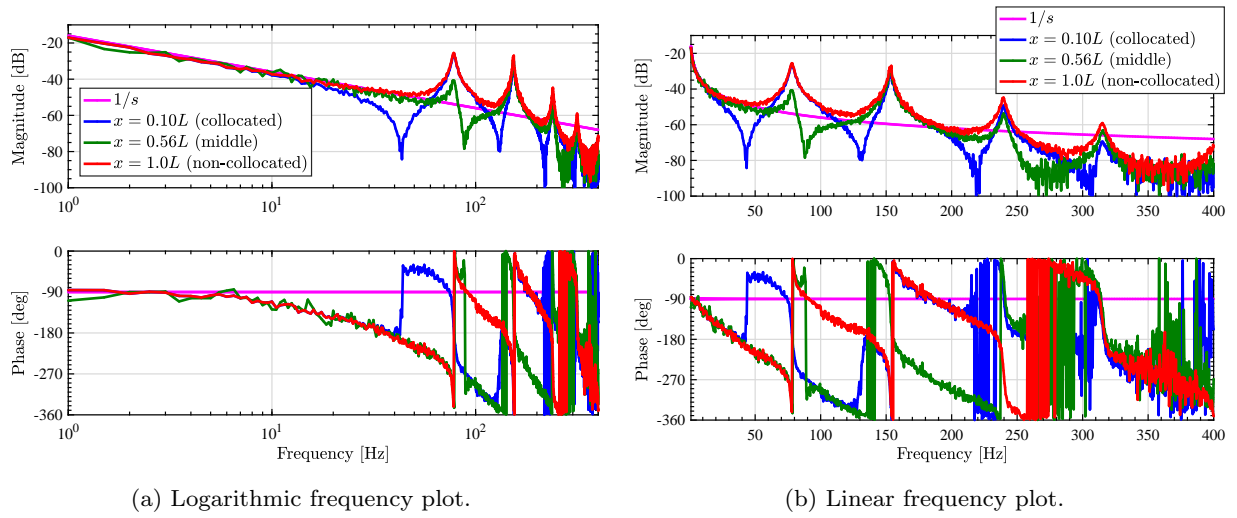 -20
-40
-60
-80
-100
Magnitude [dB]
1/s
x = 0.10L (collocated)
x = 0.56L (middle)
x = 1.0L (non-collocated)
10^0
10^1
10^2
0
-90
-180
-270
-360
Phase [deg]
10^0
10^1
10^2
Frequency [Hz]
(a) Logarithmic frequency plot.
1/s
x = 0.10L (collocated)
x = 0.56L (middle)
x = 1.0L (non-collocated)
-20
-40
-60
-80
-100
Magnitude [dB]
50 100 150 200 250 300 350 400
0
-90
-180
-270
-360
Phase [deg]
50 100 150 200 250 300 350 400
Frequency [Hz]
(b) Linear frequency plot.